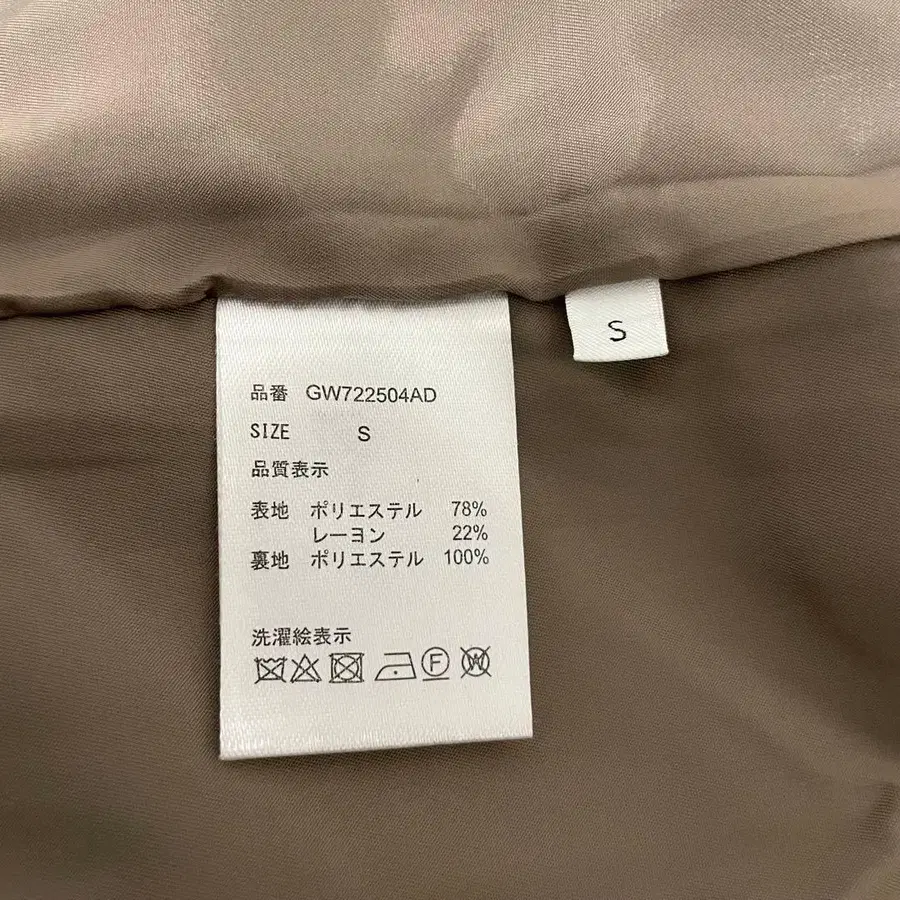 品番 GW722504AD
SIZE S
品質表示
表地 ポリエステル 78%
レーヨン 22%
裏地 ポリエステル 100%
洗濯絵表示
F W
S